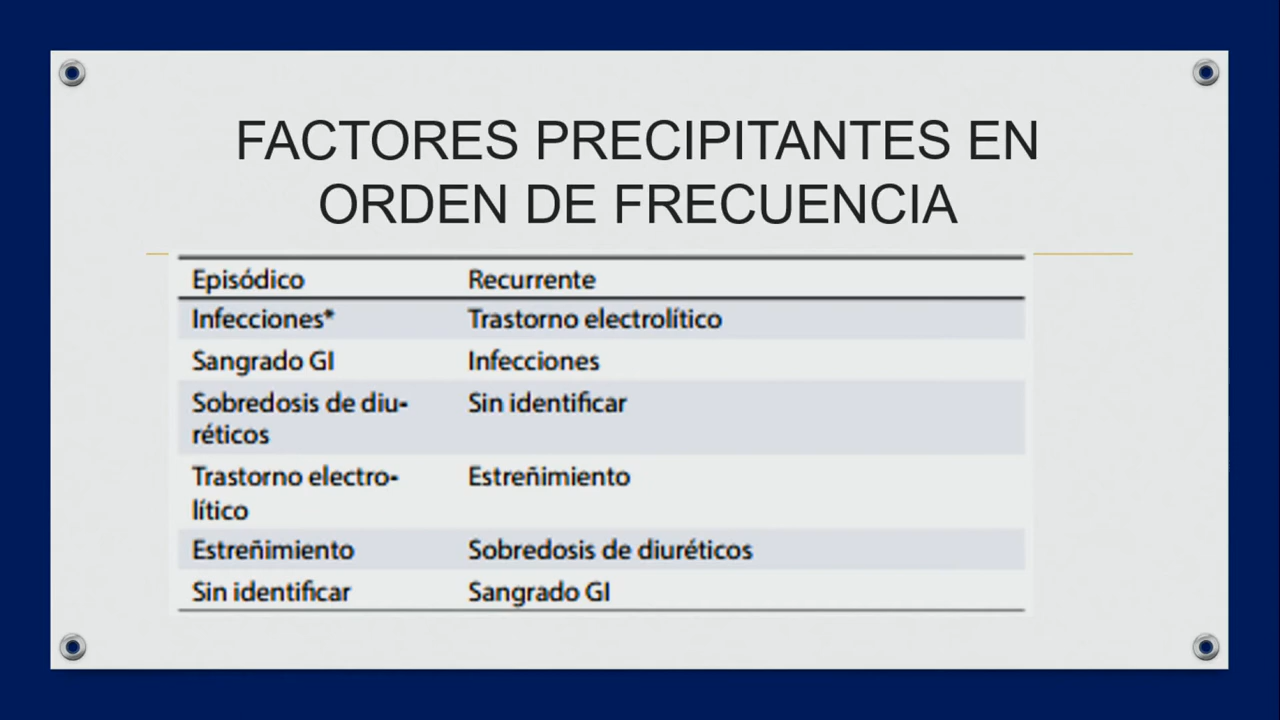 FACTORES PRECIPITANTES EN
ORDEN DE FRECUENCIA
Episódico Recurrente
Infecciones* Trastorno electrolítico
Sangrado GI Infecciones
Sobredosis de diu- Sin identificar
réticos
Trastorno electro- Estreñimiento
lítico
Estreñimiento Sobredosis de diuréticos
Sin identificar Sangrado GI